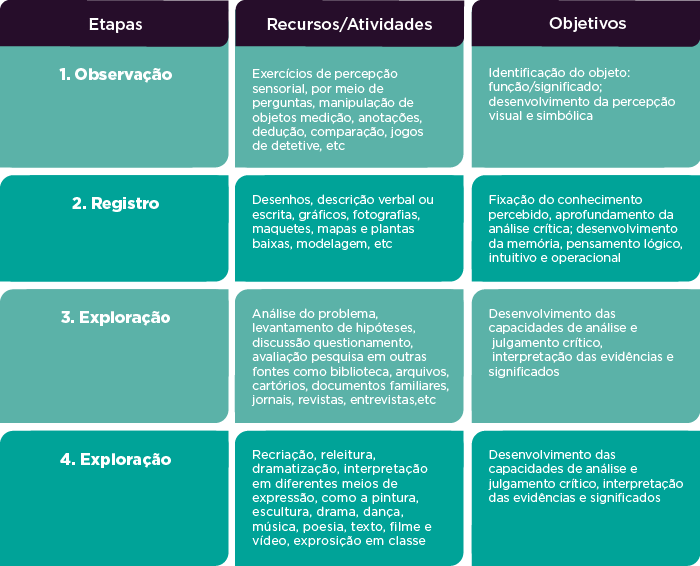 Etapas
Recursos/Atividades
Objetivos
1. Observação
Exercícios de percepção
sensorial, por meio de
perguntas, manipulação de
objetos medição, anotações,
dedução, comparação, jogos
de detetive, etc
Identificação do objeto:
função/significado;
desenvolvimento da percepção
visual e simbólica
2. Registro
Desenhos, descrição verbal ou
escrita, gráficos, fotografias,
maquetes, mapas e plantas
baixas, modelagem, etc
Fixação do conhecimento
percebido, aprofundamento da
análise crítica; desenvolvimento
da memória, pensamento lógico,
intuitivo e operacional
3. Exploração
Análise do problema,
levantamento de hipóteses,
discussão questionamento,
avaliação pesquisa em outras
fontes como biblioteca, arquivos,
cartórios, documentos familiares,
jornais, revistas, entrevistas,etc
Desenvolvimento das
capacidades de análise e
julgamento crítico,
interpretação das evidências e
significados
4. Exploração
Recriação, releitura,
dramatização, interpretação
em diferentes meios de
expressão, como a pintura,
escultura, drama, dança,
música, poesia, texto, filme e
vídeo, exprosição em classe
Desenvolvimento das
capacidades de análise e
julgamento crítico, interpretação
das evidências e significados